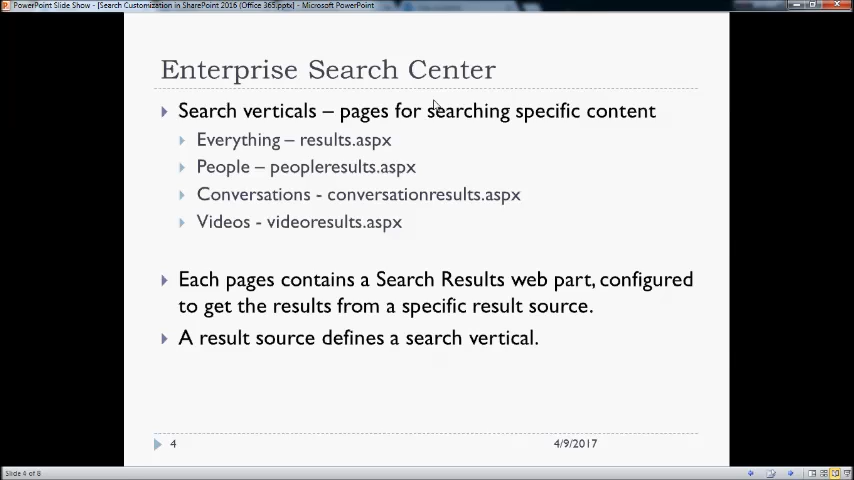 PowerPoint Slide Show - [Search Customization in SharePoint 2016 (Office 365.pptx] - Microsoft PowerPoint
Enterprise Search Center
Search verticals – pages for searching specific content
Everything – results.aspx
People – peopleresults.aspx
Conversations - conversationresults.aspx
Videos - videoresults.aspx
Each pages contains a Search Results web part, configured
to get the results from a specific result source.
A result source defines a search vertical.
4
4/9/2017
Slide 4 of 8